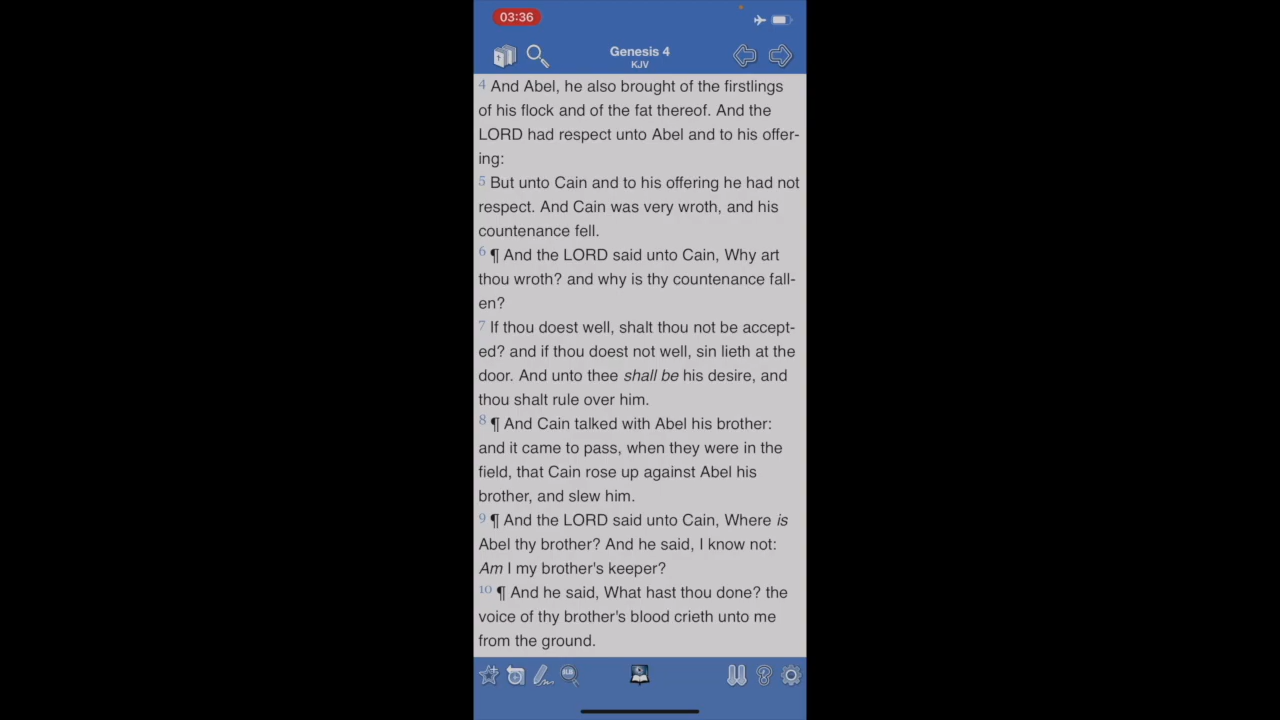 03:36
Genesis 4
KJV
4 And Abel, he also brought of the firstlings
of his flock and of the fat thereof. And the
LORD had respect unto Abel and to his offer-
ing:
5 But unto Cain and to his offering he had not
respect. And Cain was very wroth, and his
countenance fell.
6 ¶ And the LORD said unto Cain, Why art
thou wroth? and why is thy countenance fall-
en?
7 If thou doest well, shalt thou not be accept-
ed? and if thou doest not well, sin lieth at the
door. And unto thee shall be his desire, and
thou shalt rule over him.
8 ¶ And Cain talked with Abel his brother:
and it came to pass, when they were in the
field, that Cain rose up against Abel his
brother, and slew him.
9 ¶ And the LORD said unto Cain, Where is
Abel thy brother? And he said, I know not:
Am I my brother's keeper?
10 ¶ And he said, What hast thou done? the
voice of thy brother's blood crieth unto me
from the ground.